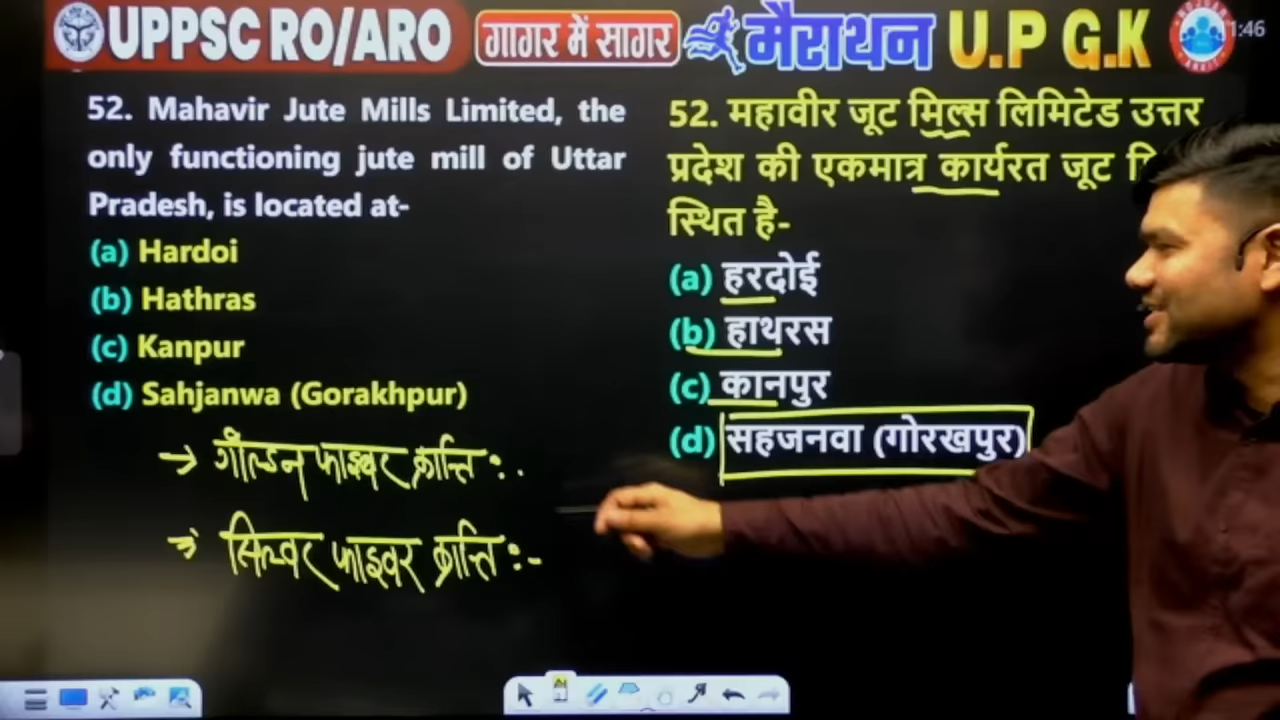 UPPSC RO/ARO गागर में सागर मैराथन U.P G.K
11:46
52. Mahavir Jute Mills Limited, the
only functioning jute mill of Uttar
Pradesh, is located at-
(a) Hardoi
(b) Hathras
(c) Kanpur
(d) Sahjanwa (Gorakhpur)
→ गोल्डन फाइबर क्रान्ति :.
→ सिल्वर फाइबर क्रान्ति :-
52. महावीर जूट मिल्स लिमिटेड उत्तर
प्रदेश की एकमात्र कार्यरत जूट
स्थित है-
(a) हरदोई
(b) हाथरस
(c) कानपुर
(d) सहजनवा (गोरखपुर)